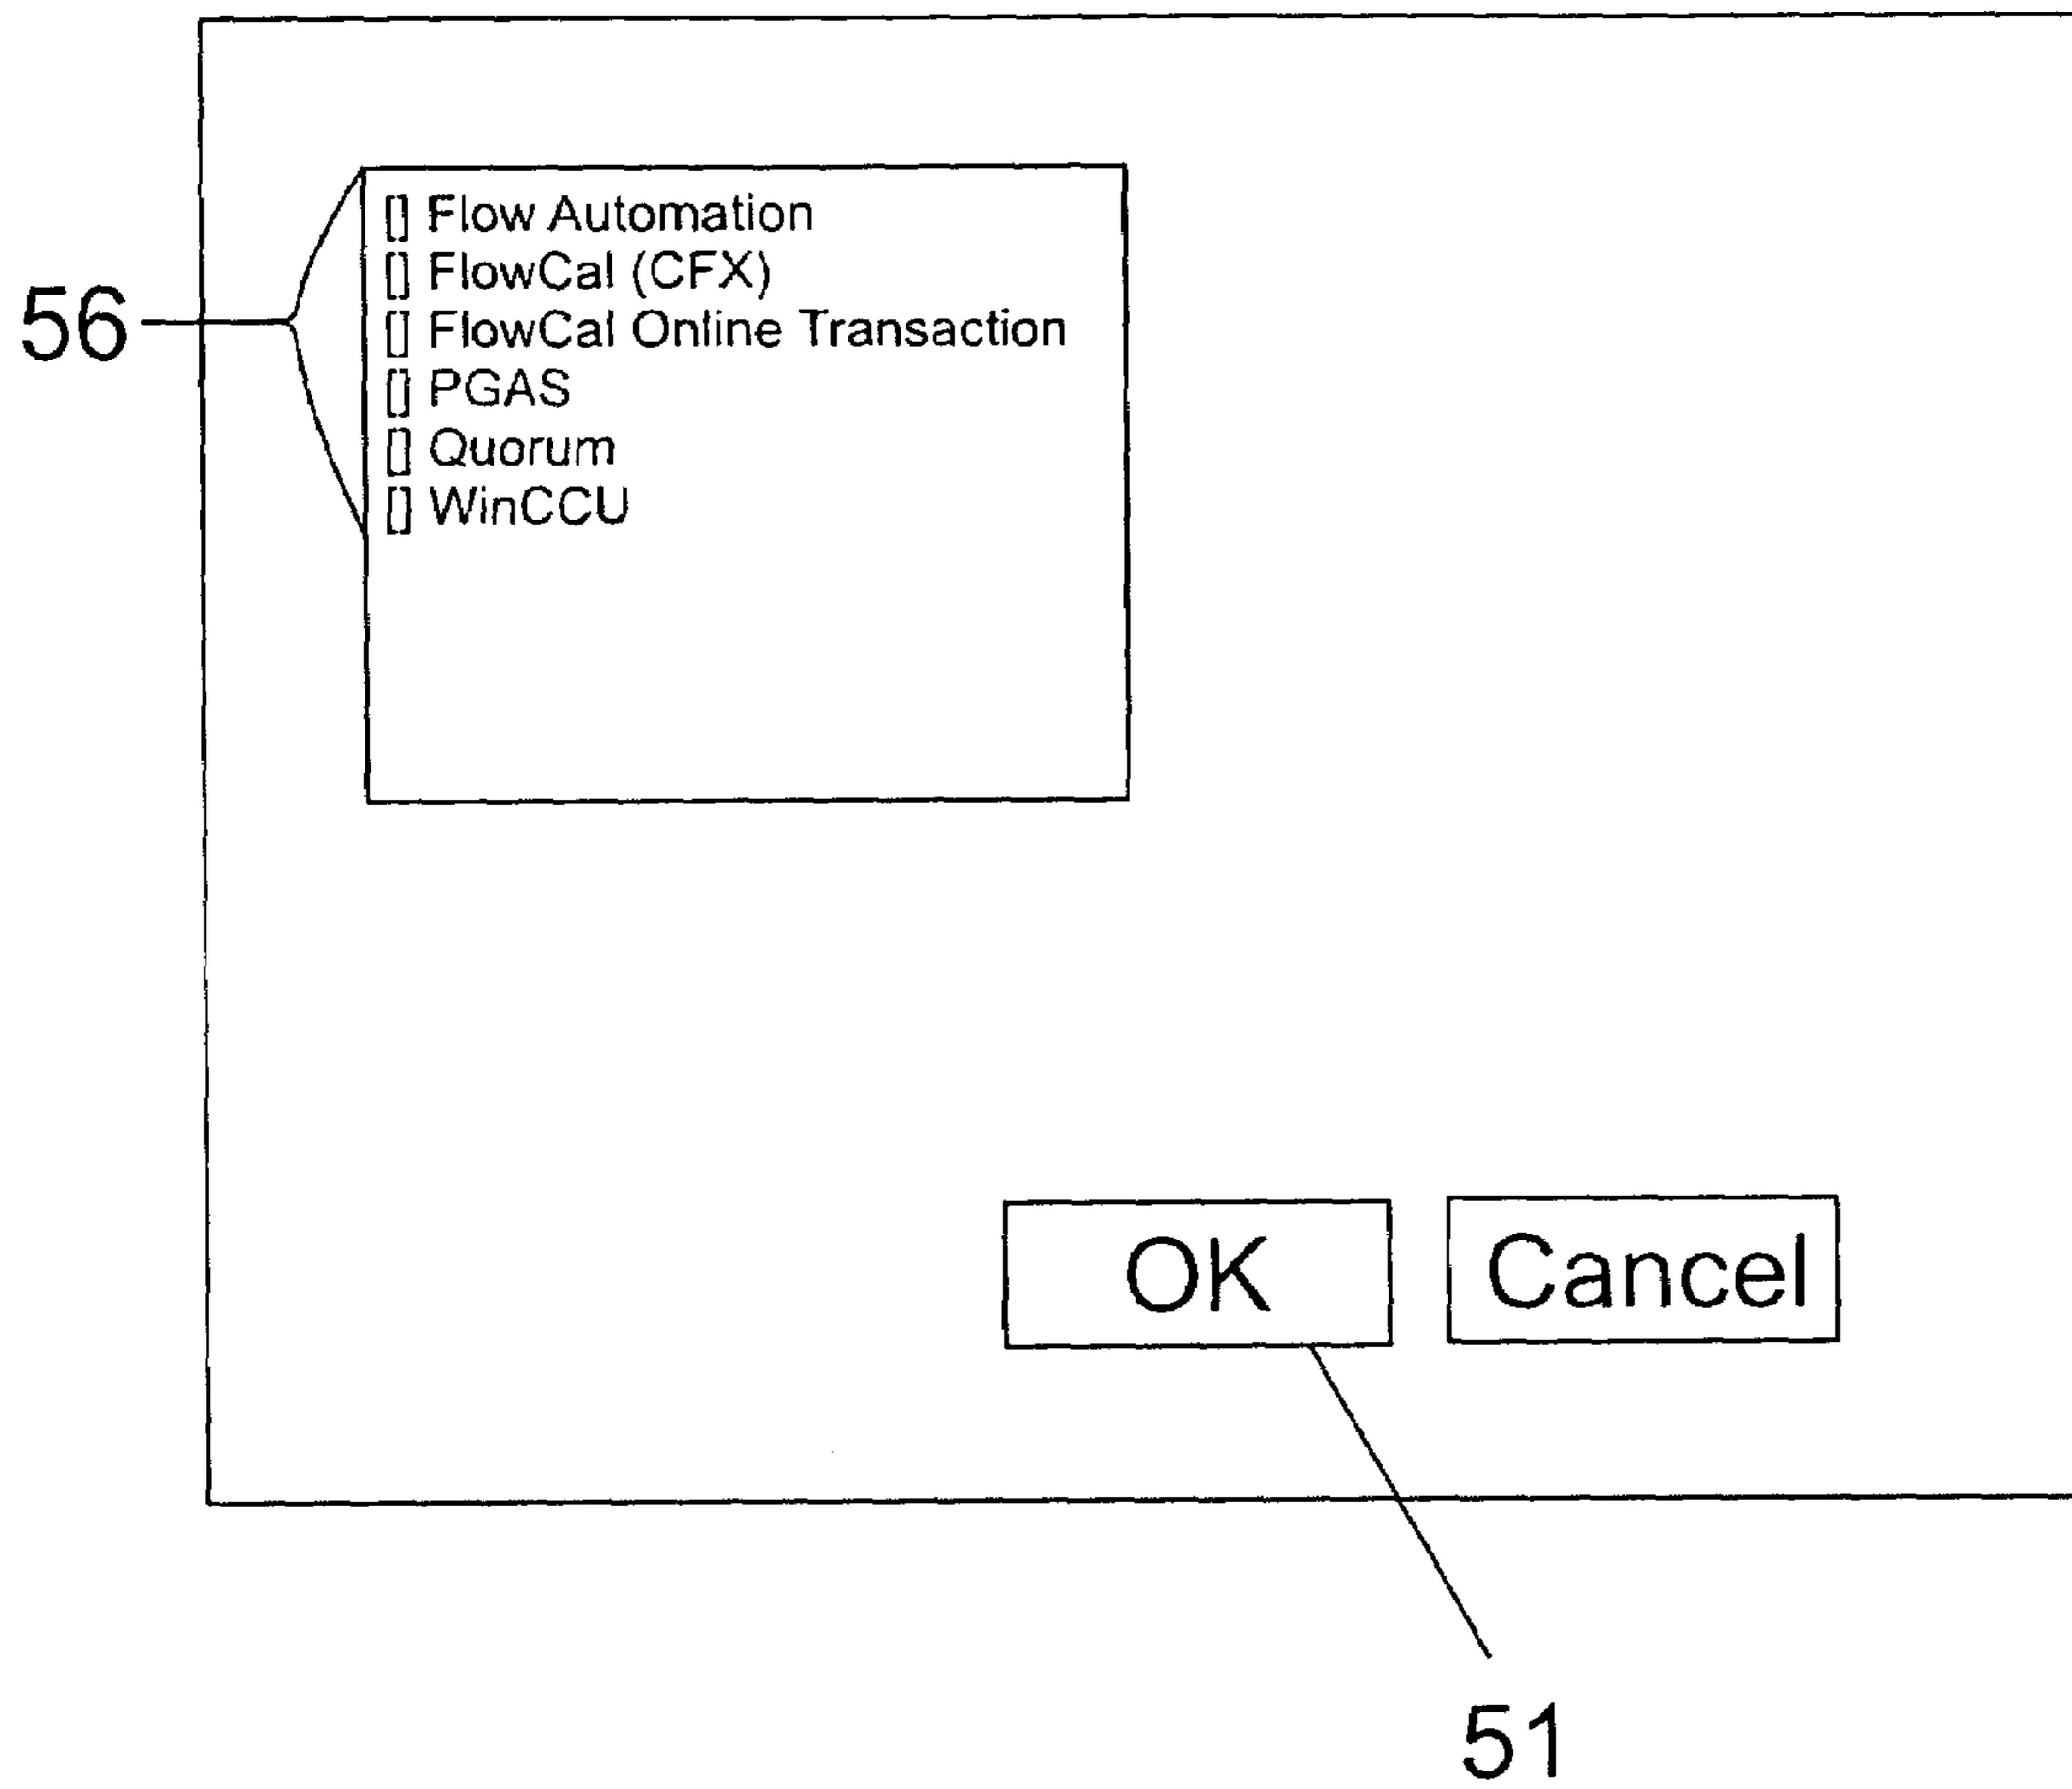 Flow Automation
FlowCal (CFX)
56
FlowCal Online Transaction
PGAS
Quorum
WinCCU
OK Cancel
51